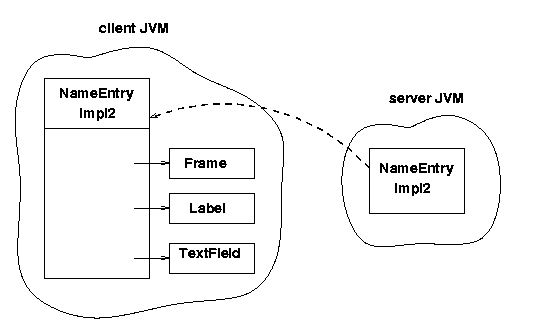 client JVM
NameEntry
Impl2
Frame
Label
TextField
server JVM
NameEntry
Impl2